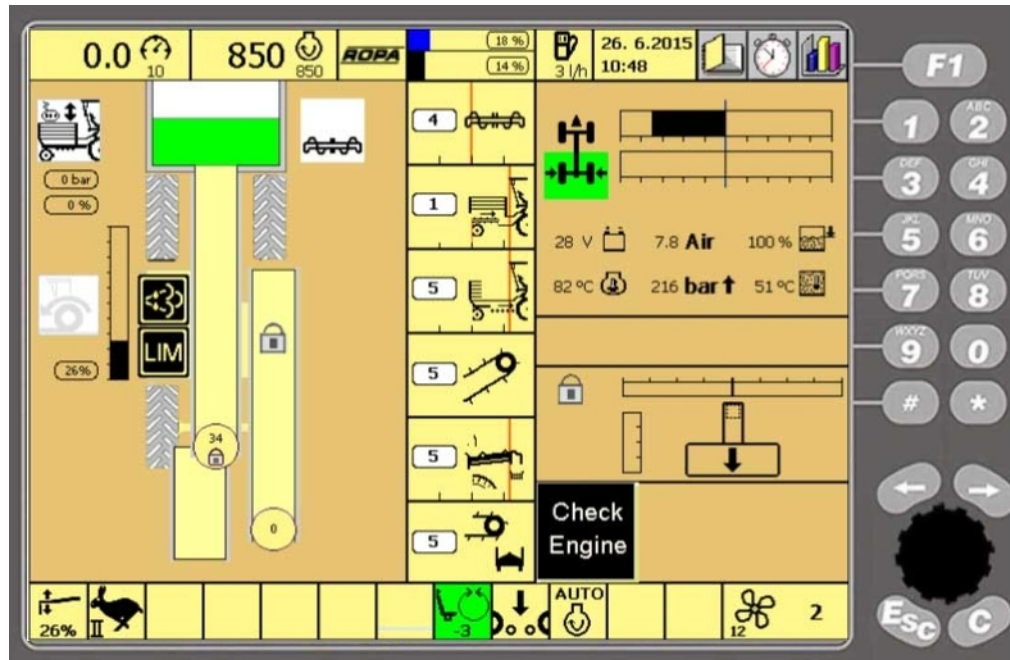 0.0
10
850
850
ROPA
18 %
14 %
3 l/h
26. 6.2015
10:48
0 bar
0 %
26%
LIM
34
0
4
1
5
5
5
5
28 V
7.8 Air
100 %
82 °C
216 bar
51 °C
Check
Engine
26%
II
-3
AUTO
12
2
F1
1
ABC
2
DEF
3
GHI
4
JKL
5
MNO
6
PQRS
7
TUV
8
WXYZ
9
0
#
*
Esc
C